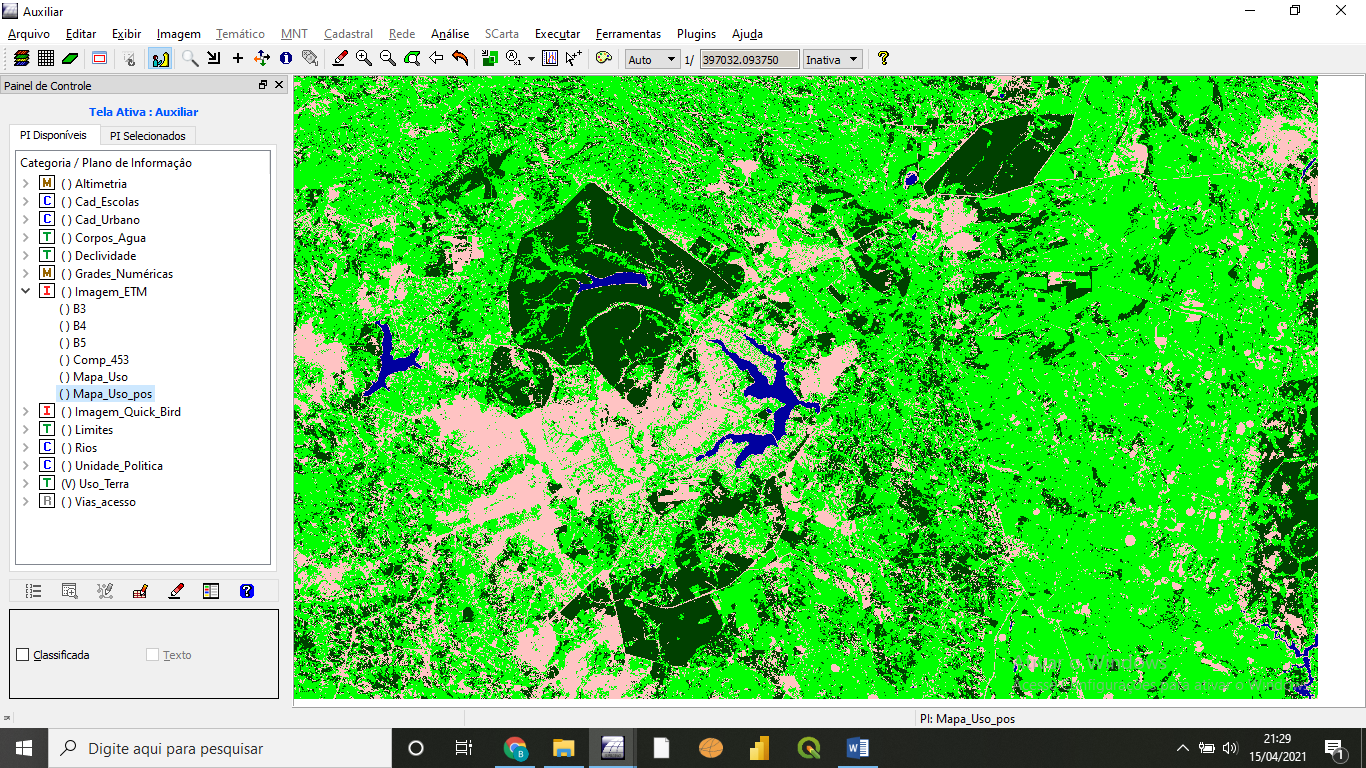 Auxiliar
Arquivo Editar Exibir Imagem Temático MNT Cadastral Rede Análise SCarta Executar Ferramentas Plugins Ajuda
Auto 1/ 397032.093750 Inativa ?
Painel de Controle
Tela Ativa : Auxiliar
PI Disponíveis PI Selecionados
Categoria / Plano de Informação
M ( ) Altimetria
C ( ) Cad_Escolas
C ( ) Cad_Urbano
T ( ) Corpos_Agua
T ( ) Declividade
M ( ) Grades_Numéricas
I ( ) Imagem_ETM
( ) B3
( ) B4
( ) B5
( ) Comp_453
( ) Mapa_Uso
( ) Mapa_Uso_pos
I ( ) Imagem_Quick_Bird
T ( ) Limites
C ( ) Rios
C ( ) Unidade_Politica
T (V) Uso_Terra
R ( ) Vias_acesso
?
Classificada Texto
PI: Mapa_Uso_pos
Digite aqui para pesquisar
B
W
21:29
15/04/2021
1